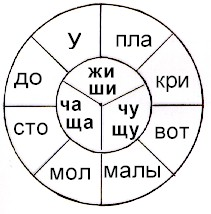 У
пла
кри
вот
малы
мол
сто
до
жи
ши
чу
щу
ча
ща